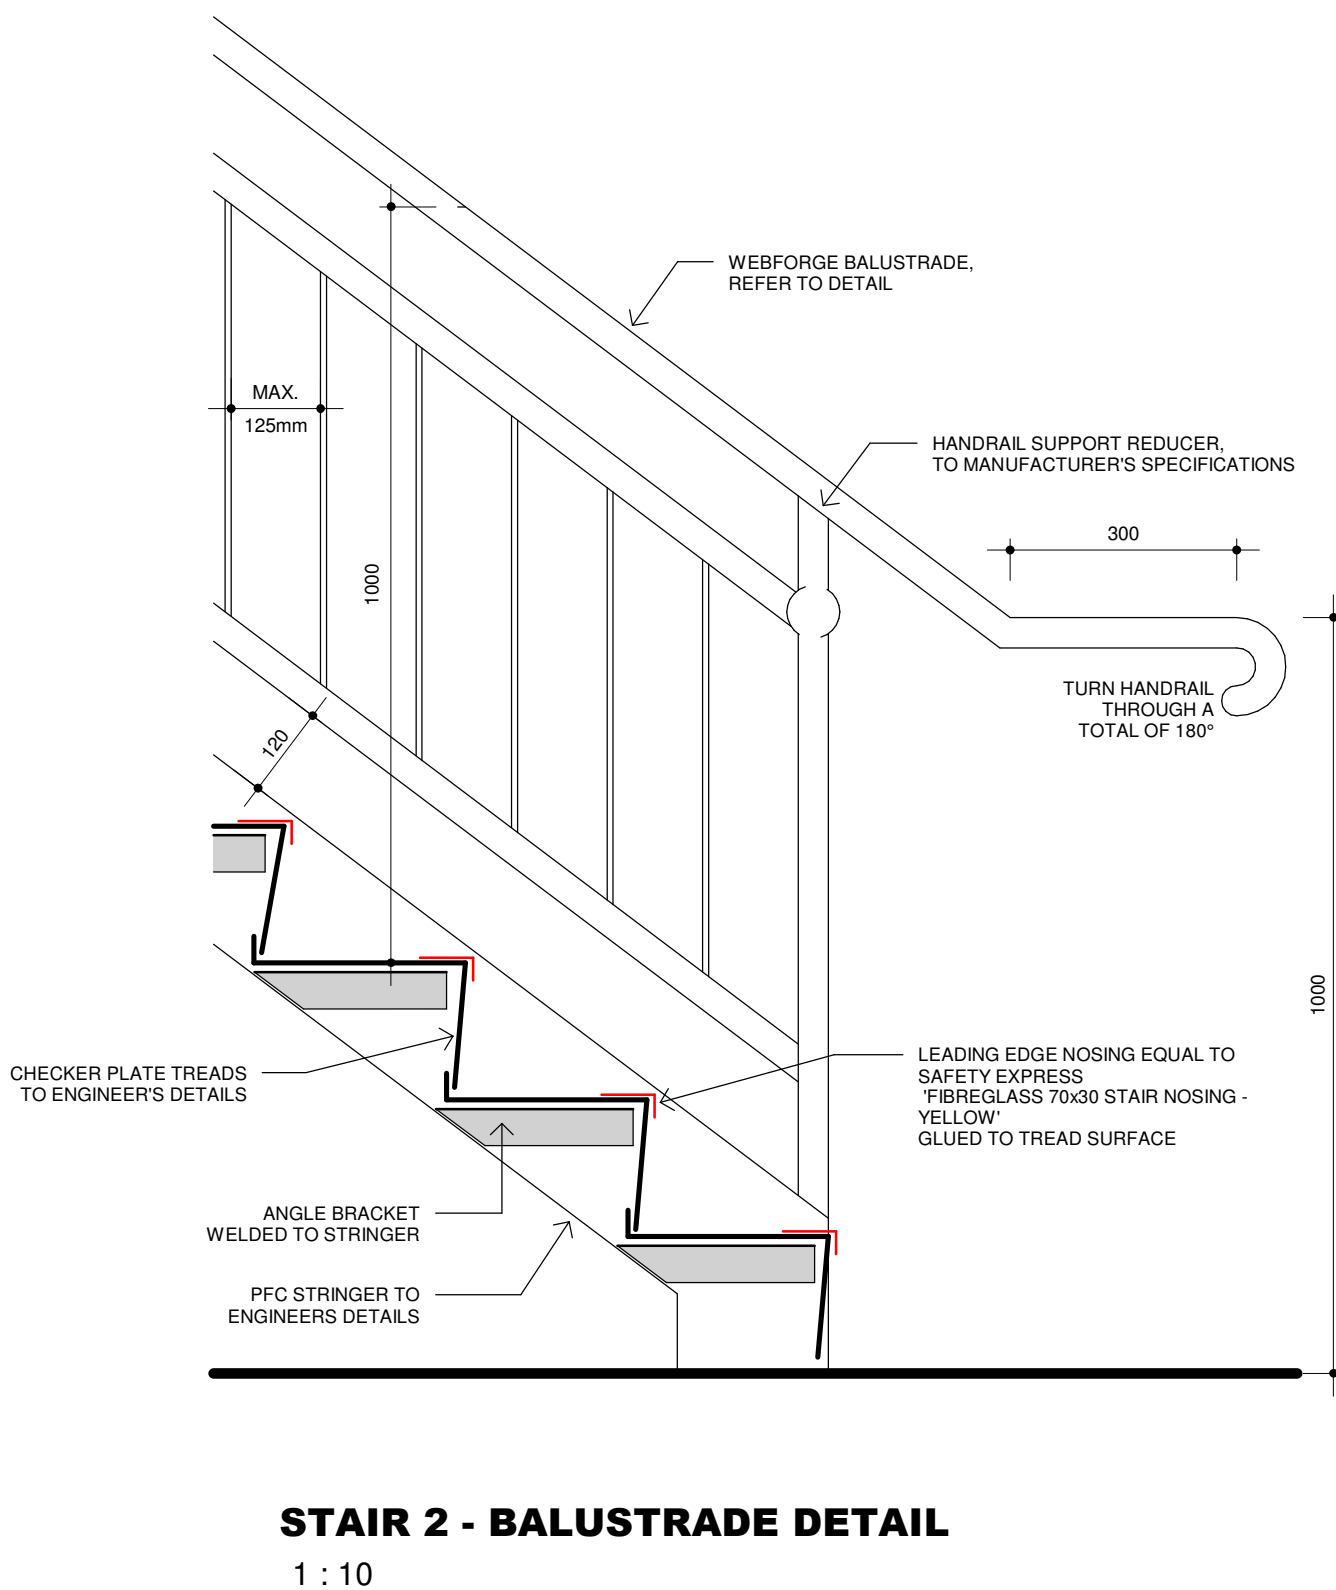 WEBFORGE BALUSTRADE,
REFER TO DETAIL
MAX.
125mm
HANDRAIL SUPPORT REDUCER,
TO MANUFACTURER'S SPECIFICATIONS
300
1000
TURN HANDRAIL
THROUGH A
TOTAL OF 180°
120
1000
CHECKER PLATE TREADS
TO ENGINEER'S DETAILS
LEADING EDGE NOSING EQUAL TO
SAFETY EXPRESS
'FIBREGLASS 70x30 STAIR NOSING -
YELLOW'
GLUED TO TREAD SURFACE
ANGLE BRACKET
WELDED TO STRINGER
PFC STRINGER TO
ENGINEERS DETAILS
STAIR 2 - BALUSTRADE DETAIL
1 : 10